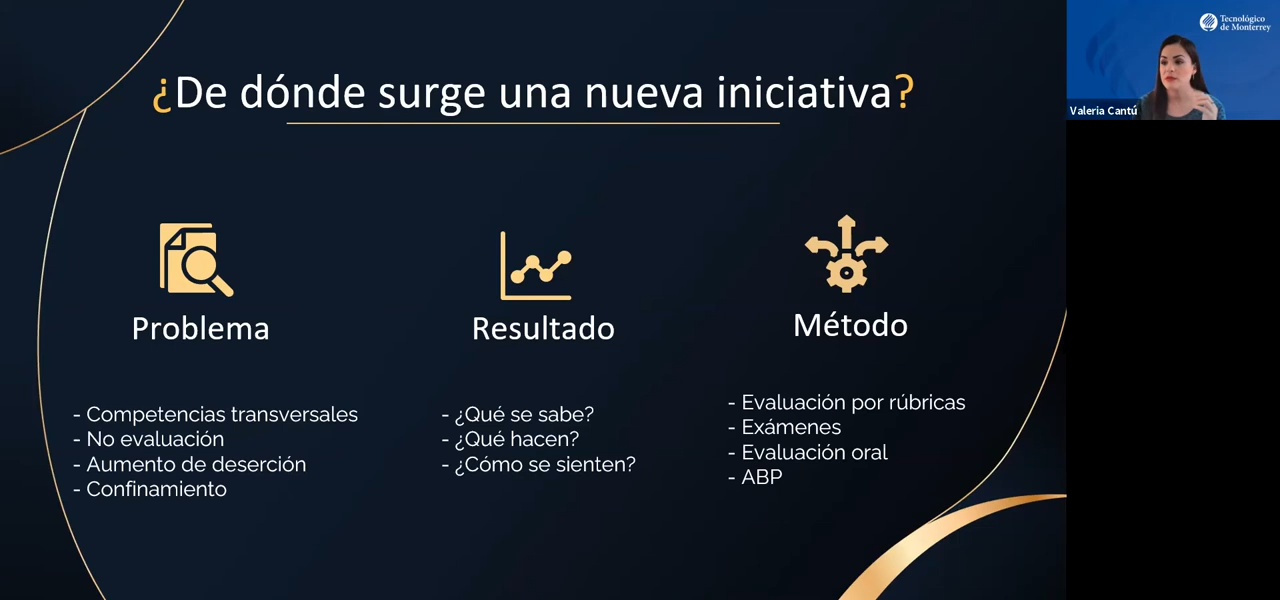 ¿De dónde surge una nueva iniciativa?
Problema
- Competencias transversales
- No evaluación
- Aumento de deserción
- Confinamiento
Resultado
- ¿Qué se sabe?
- ¿Qué hacen?
- ¿Cómo se sienten?
Método
- Evaluación por rúbricas
- Exámenes
- Evaluación oral
- ABP
Tecnológico
de Monterrey
Valeria Cantú